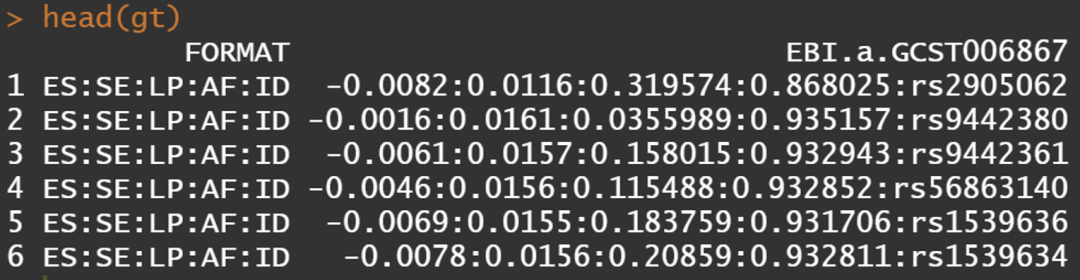 > head(gt)
FORMAT EBI.a.GCST006867
1 ES:SE:LP:AF:ID -0.0082:0.0116:0.319574:0.868025:rs2905062
2 ES:SE:LP:AF:ID -0.0016:0.0161:0.0355989:0.935157:rs9442380
3 ES:SE:LP:AF:ID -0.0061:0.0157:0.158015:0.932943:rs9442361
4 ES:SE:LP:AF:ID -0.0046:0.0156:0.115488:0.932852:rs56863140
5 ES:SE:LP:AF:ID -0.0069:0.0155:0.183759:0.931706:rs1539636
6 ES:SE:LP:AF:ID -0.0078:0.0156:0.20859:0.932811:rs1539634